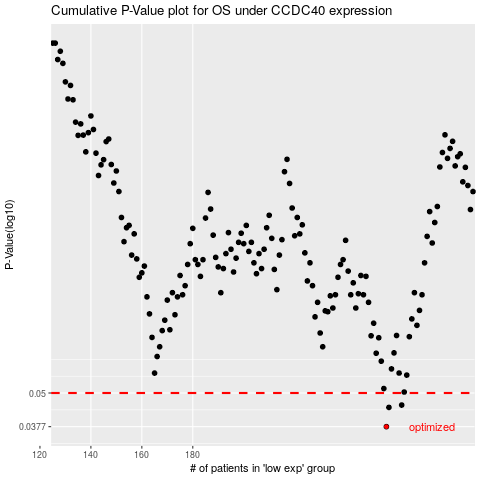 Cumulative P-Value plot for OS under CCDC40 expression
P-Value(log10)
0.05
0.0377
optimized
120 140 160 180
# of patients in 'low exp' group